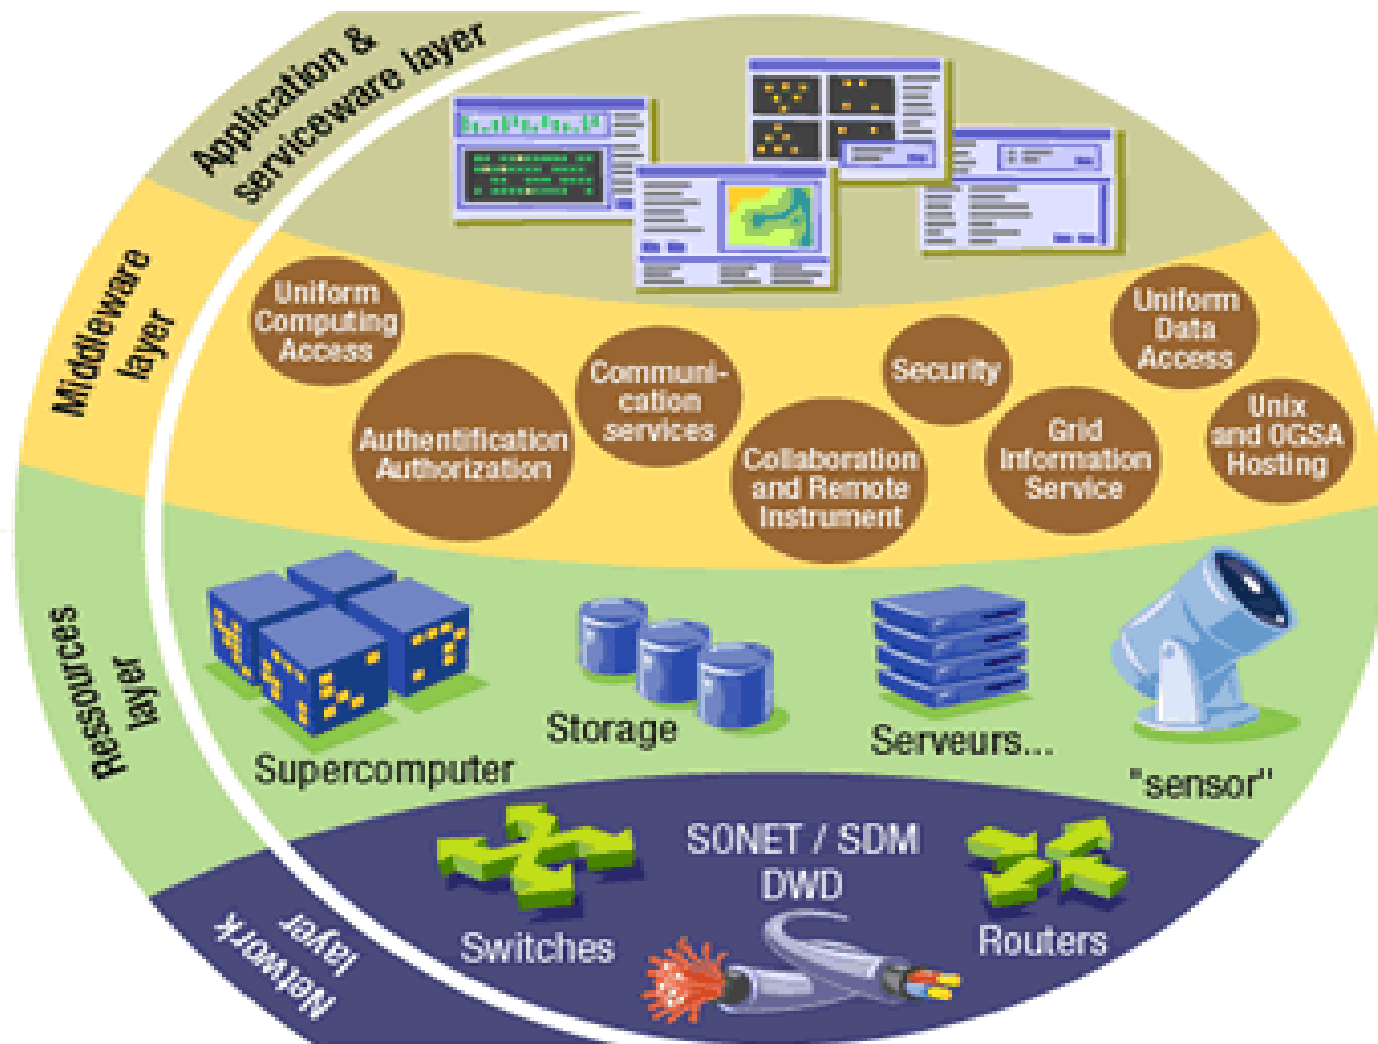 Application &
serviceware layer
Middleware
layer
Uniform
Computing
Access
Authentification
Authorization
Communi-
cation
services
Collaboration
and Remote
Instrument
Security
Grid
Information
Service
Uniform
Data
Access
Unix
and OGSA
Hosting
Ressources
layer
Supercomputer
Storage
Serveurs...
"sensor"
Network
layer
Switches
SONET / SDM
DWD
Routers